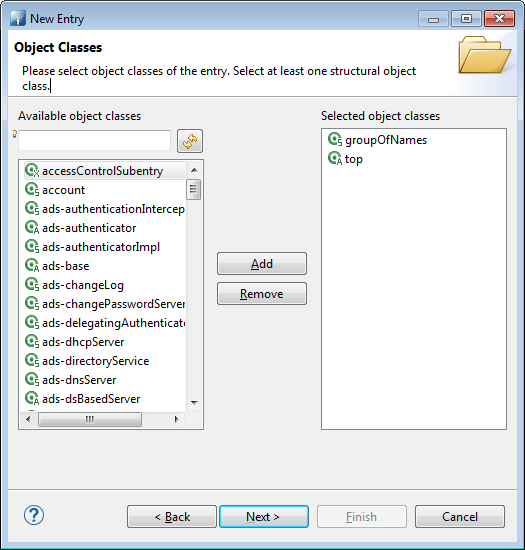 New Entry
Object Classes
Please select object classes of the entry. Select at least one structural object
class.
Available object classes
Selected object classes
accessControlSubentry
account
ads-authenticationIntercep
ads-authenticator
ads-authenticatorImpl
ads-base
ads-changeLog
ads-changePasswordServer
ads-delegatingAuthenticato
ads-dhcpServer
ads-directoryService
ads-dnsServer
ads-dsBasedServer
Add
Remove
groupOfNames
top
?
< Back
Next >
Finish
Cancel